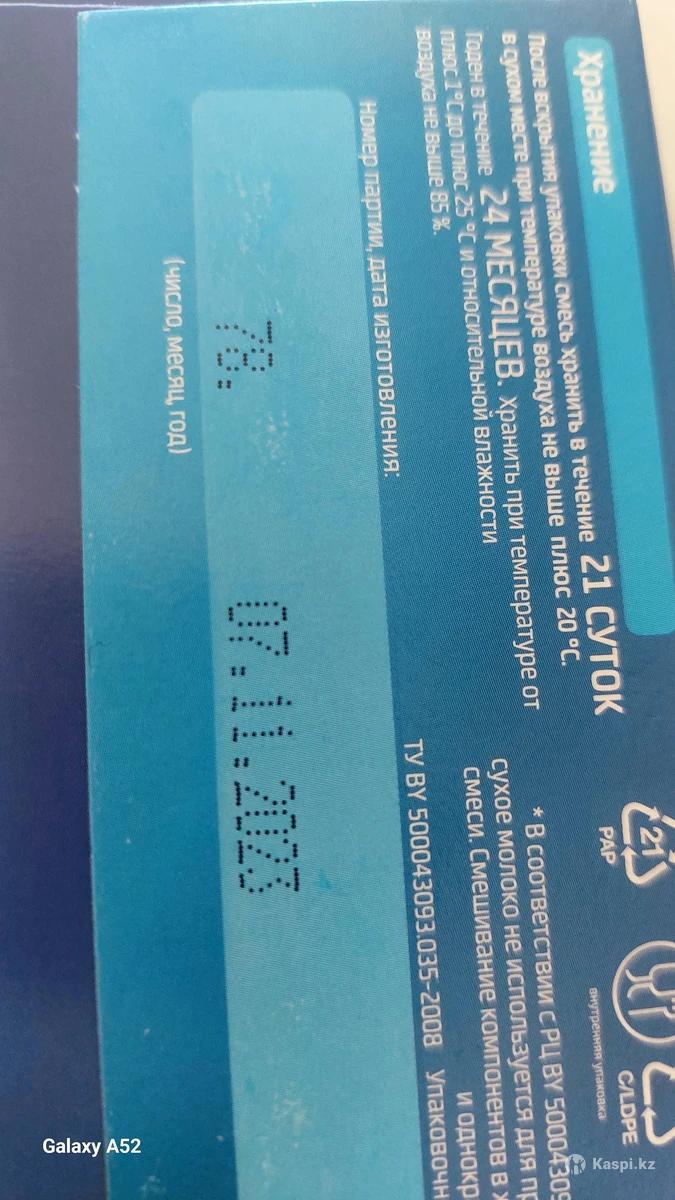 Хранение
После вскрытия упаковки смесь хранить в течение 21 СУТОК
в сухом месте при температуре воздуха не выше плюс 20 °С.
Годен в течение 24 МЕСЯЦЕВ. Хранить при температуре от
плюс 1 °С до плюс 25 °С и относительной влажности
воздуха не выше 85 %.
Номер партии, дата изготовления:
78
07.11.2023
(число, месяц, год)
21
PAP
внутренняя упаковка:
C/LDPE
* В соответствии с РЦ BY 5000430
сухое молоко не используется для
смеси. Смешивание компонентов в
и однокр
ТУ BY 500043093.035-2008 Упаковочн
Galaxy A52
Kaspi.kz